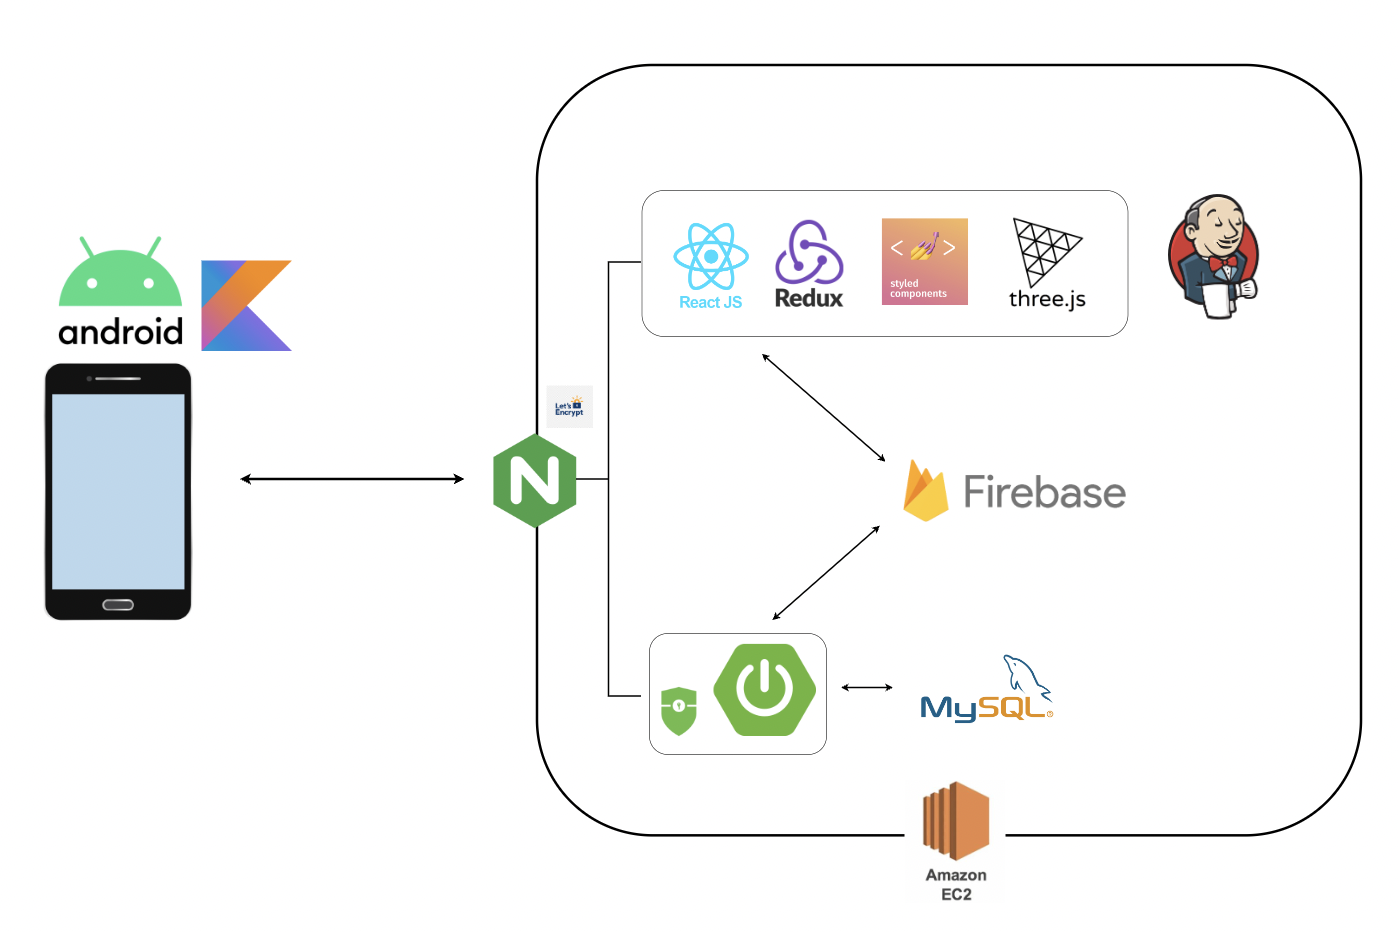 android
Let's
Encrypt
N
React JS
Redux
< >
styled
components
three.js
Firebase
MySQL®
Amazon
EC2